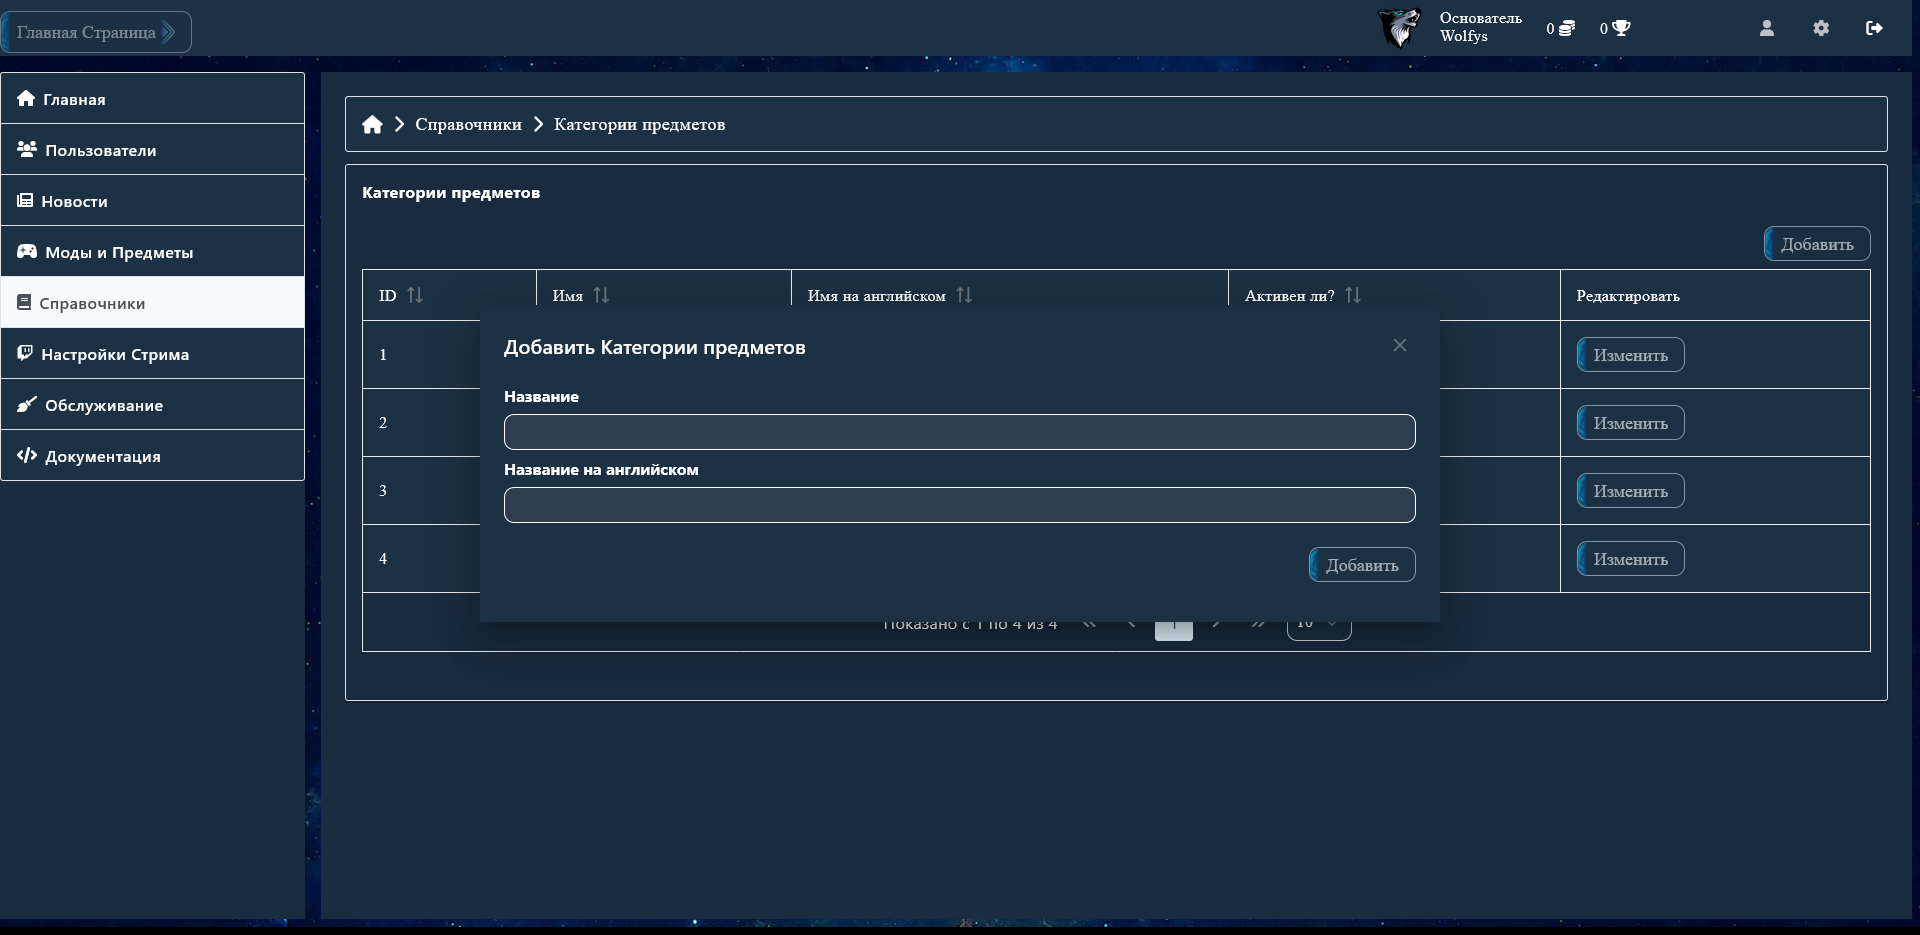 Главная Страница
Основатель
Wolfys
0
0
Главная
Пользователи
Новости
Моды и Предметы
Справочники
Настройки Стрима
Обслуживание
Документация
Справочники
Категории предметов
Категории предметов
Добавить
ID
Имя
Имя на английском
Активен ли?
Редактировать
1
Изменить
2
Изменить
3
Изменить
4
Изменить
Добавить Категории предметов
Название
Название на английском
Добавить
Показано с 1 по 4 из 4
1
10